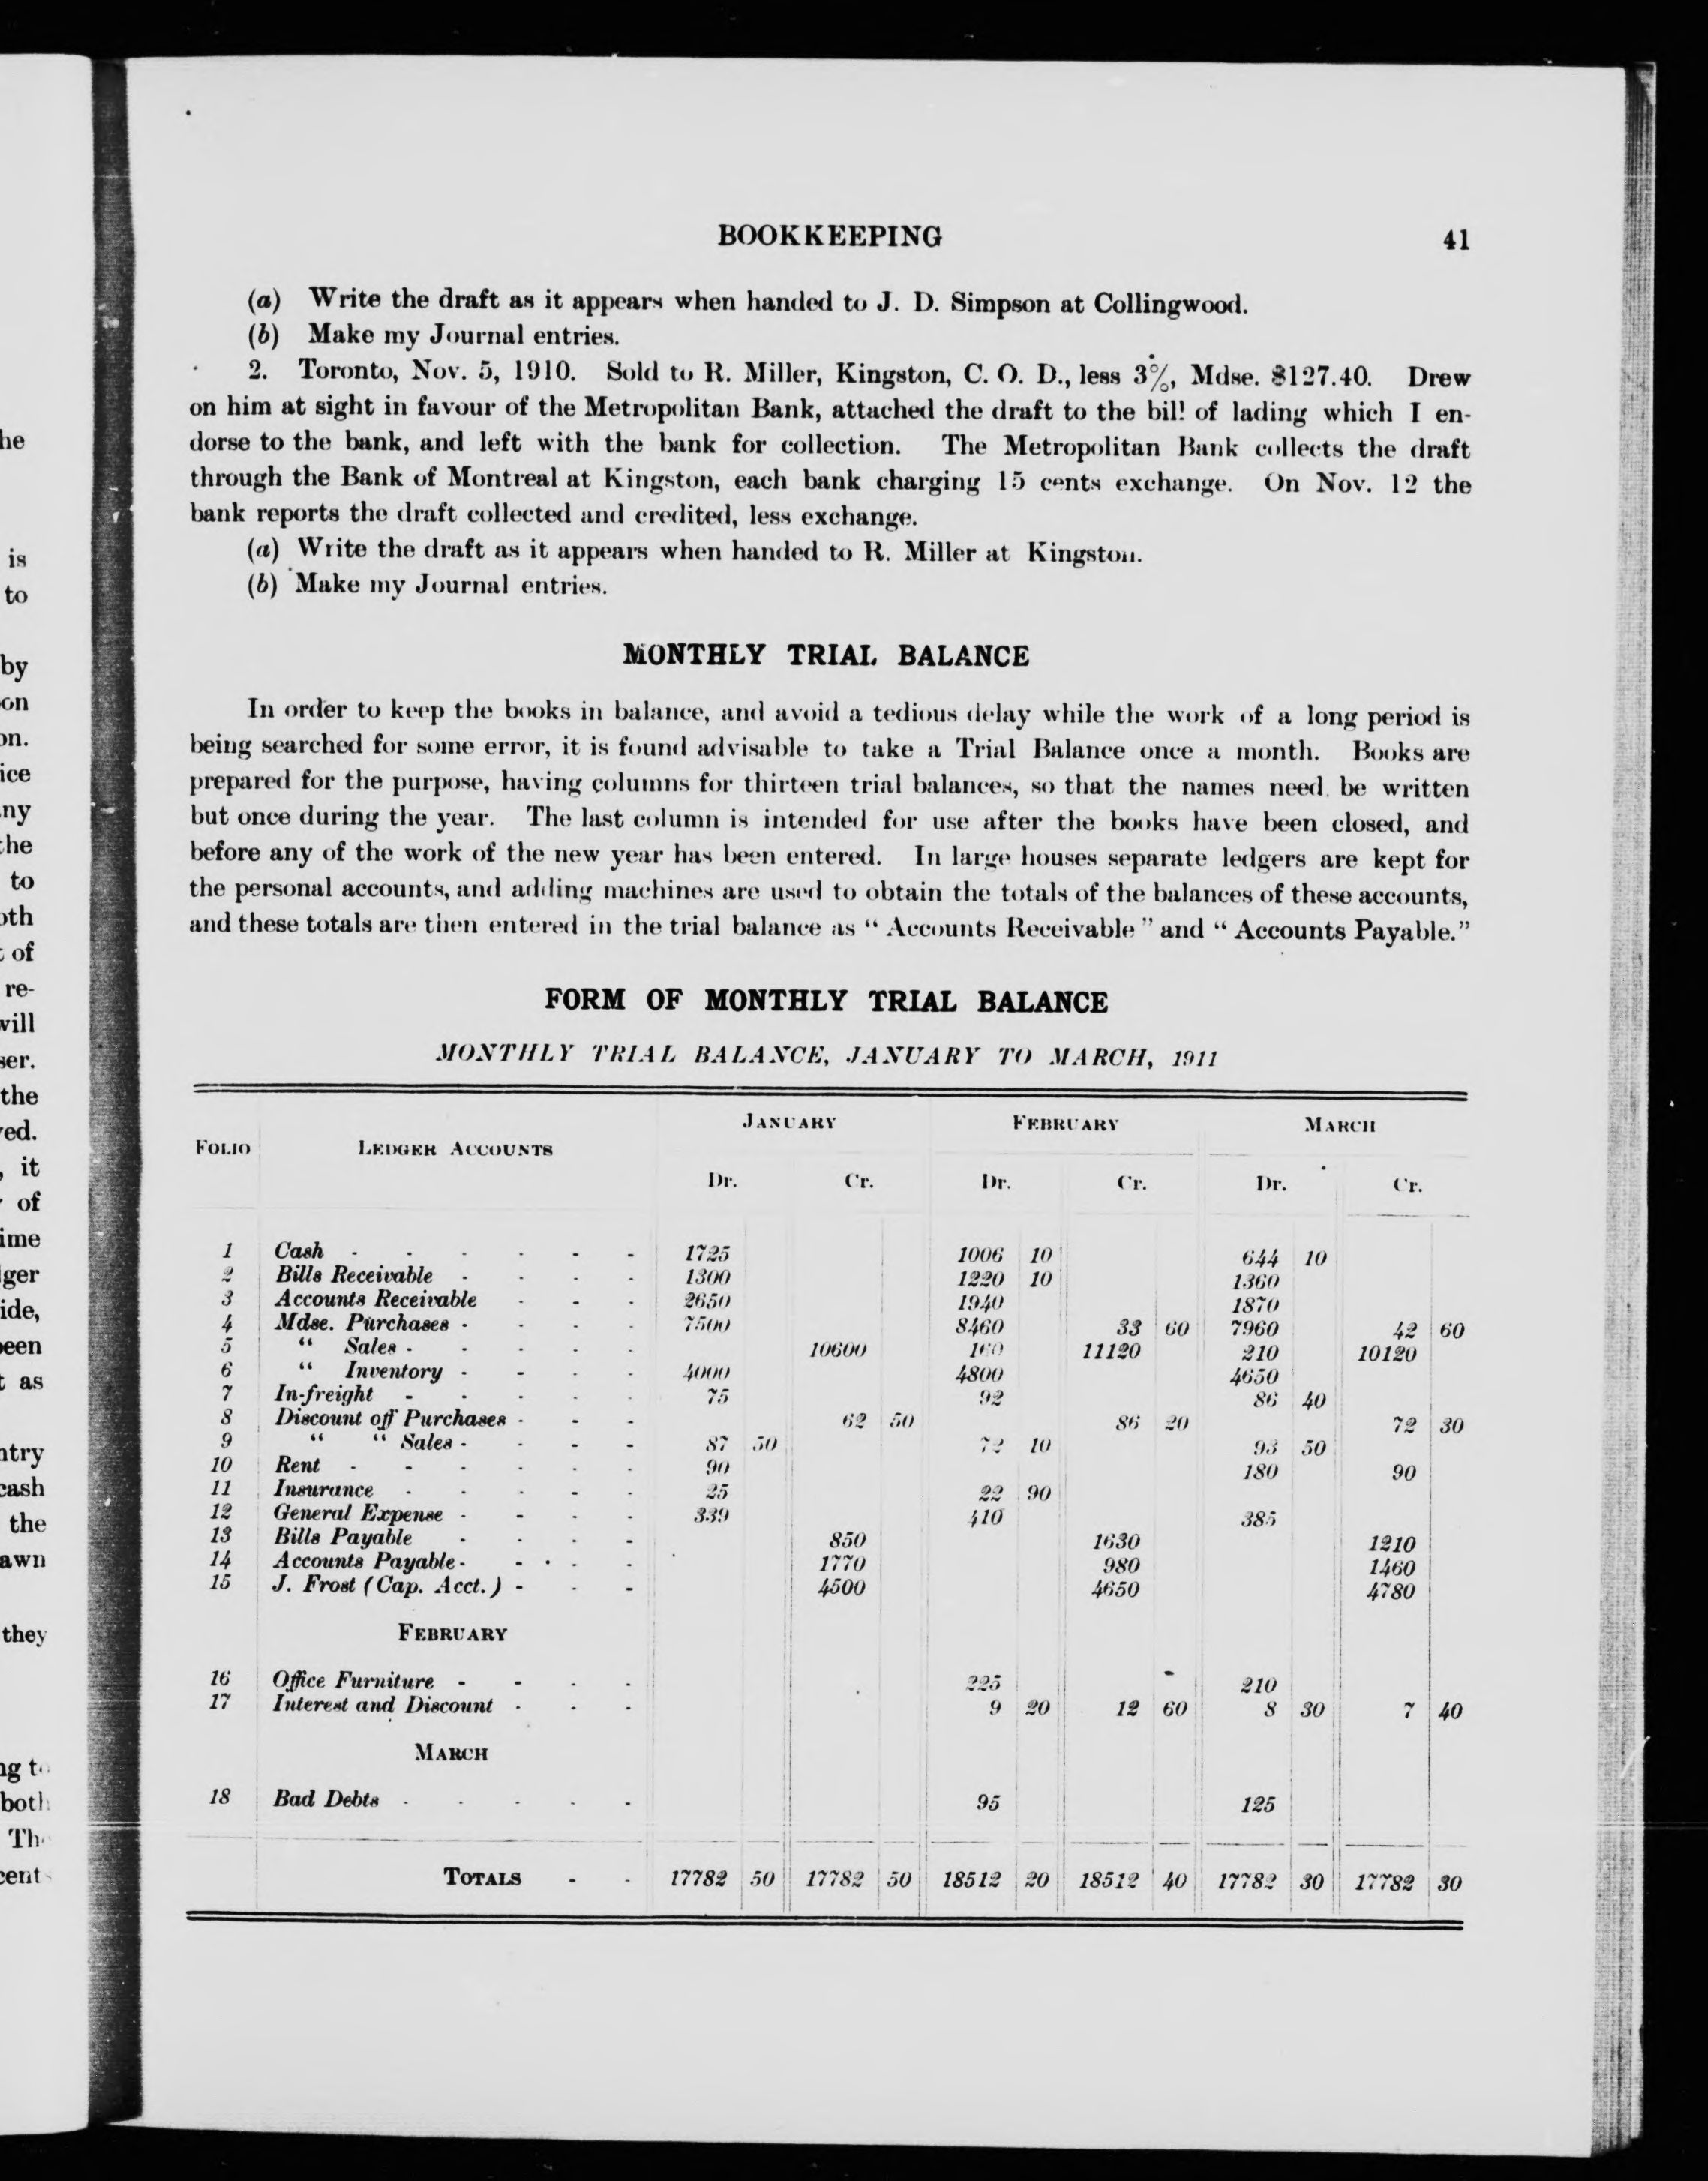 BOOKKEEPING 41
(a) Write the draft as it appears when handed to J. D. Simpson at Collingwood.
(b) Make my Journal entries.
2. Toronto, Nov. 5, 1910. Sold to R. Miller, Kingston, C. O. D., less 3%, Mdse. $127.40. Drew
on him at sight in favour of the Metropolitan Bank, attached the draft to the bill of lading which I en-
dorse to the bank, and left with the bank for collection. The Metropolitan Bank collects the draft
through the Bank of Montreal at Kingston, each bank charging 15 cents exchange. On Nov. 12 the
bank reports the draft collected and credited, less exchange.
(a) Write the draft as it appears when handed to R. Miller at Kingston.
(b) Make my Journal entries.
MONTHLY TRIAL BALANCE
In order to keep the books in balance, and avoid a tedious delay while the work of a long period is
being searched for some error, it is found advisable to take a Trial Balance once a month. Books are
prepared for the purpose, having columns for thirteen trial balances, so that the names need be written
but once during the year. The last column is intended for use after the books have been closed, and
before any of the work of the new year has been entered. In large houses separate ledgers are kept for
the personal accounts, and adding machines are used to obtain the totals of the balances of these accounts,
and these totals are then entered in the trial balance as “ Accounts Receivable ” and “ Accounts Payable.”
FORM OF MONTHLY TRIAL BALANCE
MONTHLY TRIAL BALANCE, JANUARY TO MARCH, 1911
FOLIO LEDGER ACCOUNTS JANUARY FEBRUARY MARCH
Dr. Cr. Dr. Cr. Dr. Cr.
1 Cash - - - - - - 1725 1006 10 644 10
2 Bills Receivable - - - - 1300 1220 10 1360
3 Accounts Receivable - - - 2650 1940 1870
4 Mdse. Purchases - - - - 7500 8460 33 60 7960 42 60
5 “ Sales - - - - - 10600 160 11120 210 10120
6 “ Inventory - - - - 4000 4800 4650
7 In-freight - - - - - 75 92 86 40
8 Discount off Purchases - - - 62 50 86 20 72 30
9 “ “ Sales - - - - 87 50 72 10 93 50
10 Rent - - - - - - 90 180 90
11 Insurance - - - - - 25 22 90
12 General Expense - - - - 339 410 385
13 Bills Payable - - - - 850 1630 1210
14 Accounts Payable - - - - 1770 980 1460
15 J. Frost (Cap. Acct.) - - - 4500 4650 4780
FEBRUARY
16 Office Furniture - - - - 225 210
17 Interest and Discount - - - 9 20 12 60 8 30 7 40
MARCH
18 Bad Debts - - - - - 95 125
TOTALS - - 17782 50 17782 50 18512 20 18512 40 17782 30 17782 30